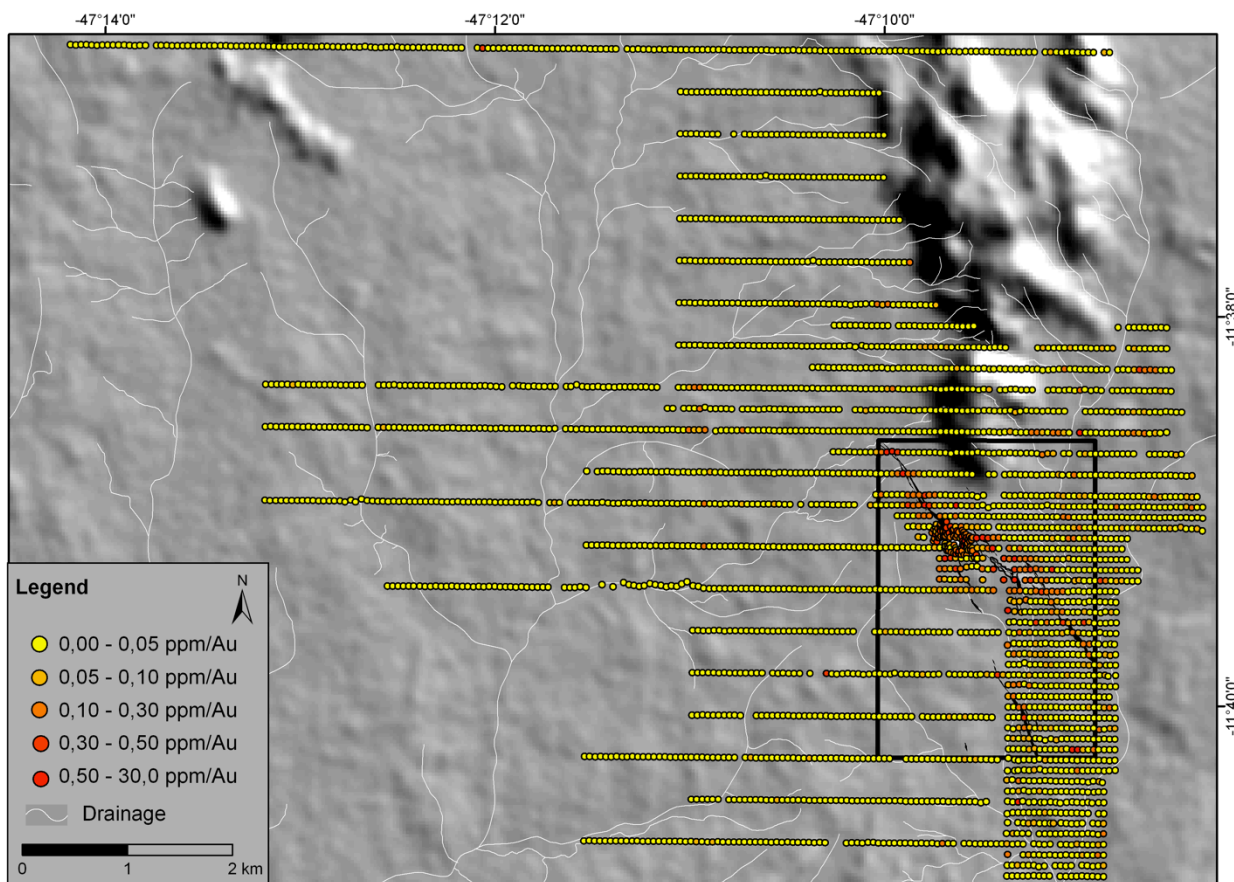 -47°14'0"
-47°12'0"
-47°10'0"
-11°38'0"
-11°40'0"
Legend
N
0,00 - 0,05 ppm/Au
0,05 - 0,10 ppm/Au
0,10 - 0,30 ppm/Au
0,30 - 0,50 ppm/Au
0,50 - 30,0 ppm/Au
Drainage
0 1 2 km